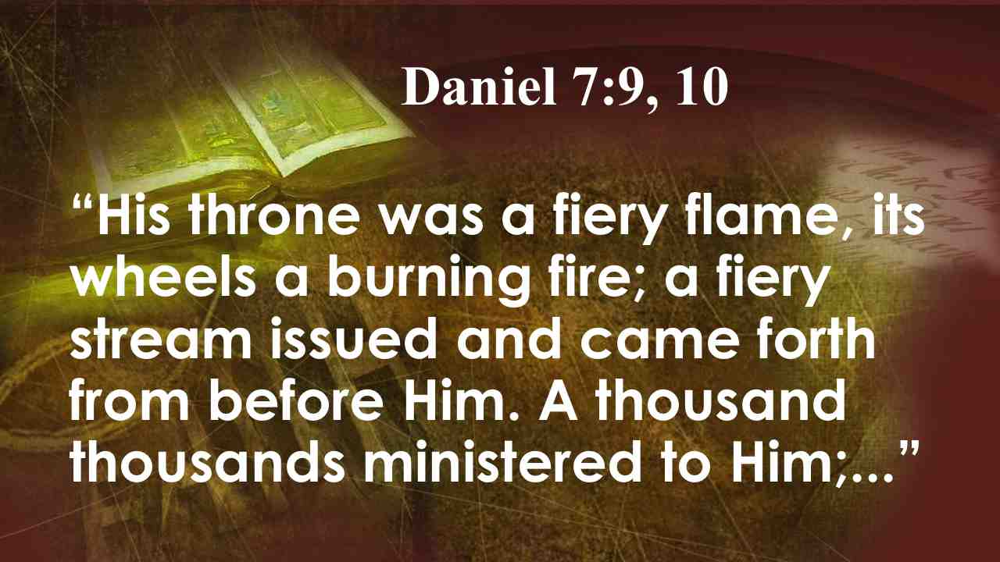 Daniel 7:9, 10
“His throne was a fiery flame, its
wheels a burning fire; a fiery
stream issued and came forth
from before Him. A thousand
thousands ministered to Him;...”